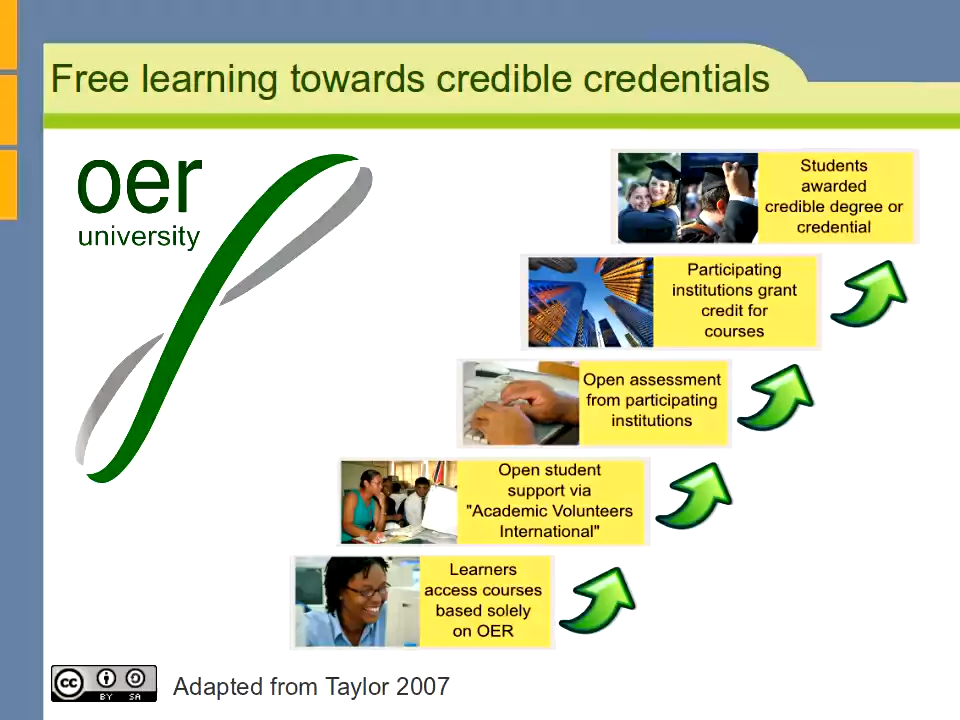 Free learning towards credible credentials
oer
university
Students
awarded
credible degree or
credential
Participating
institutions grant
credit for
courses
Open assessment
from participating
institutions
Open student
support via
"Academic Volunteers
International"
Learners
access courses
based solely
on OER
cc
BY SA
Adapted from Taylor 2007